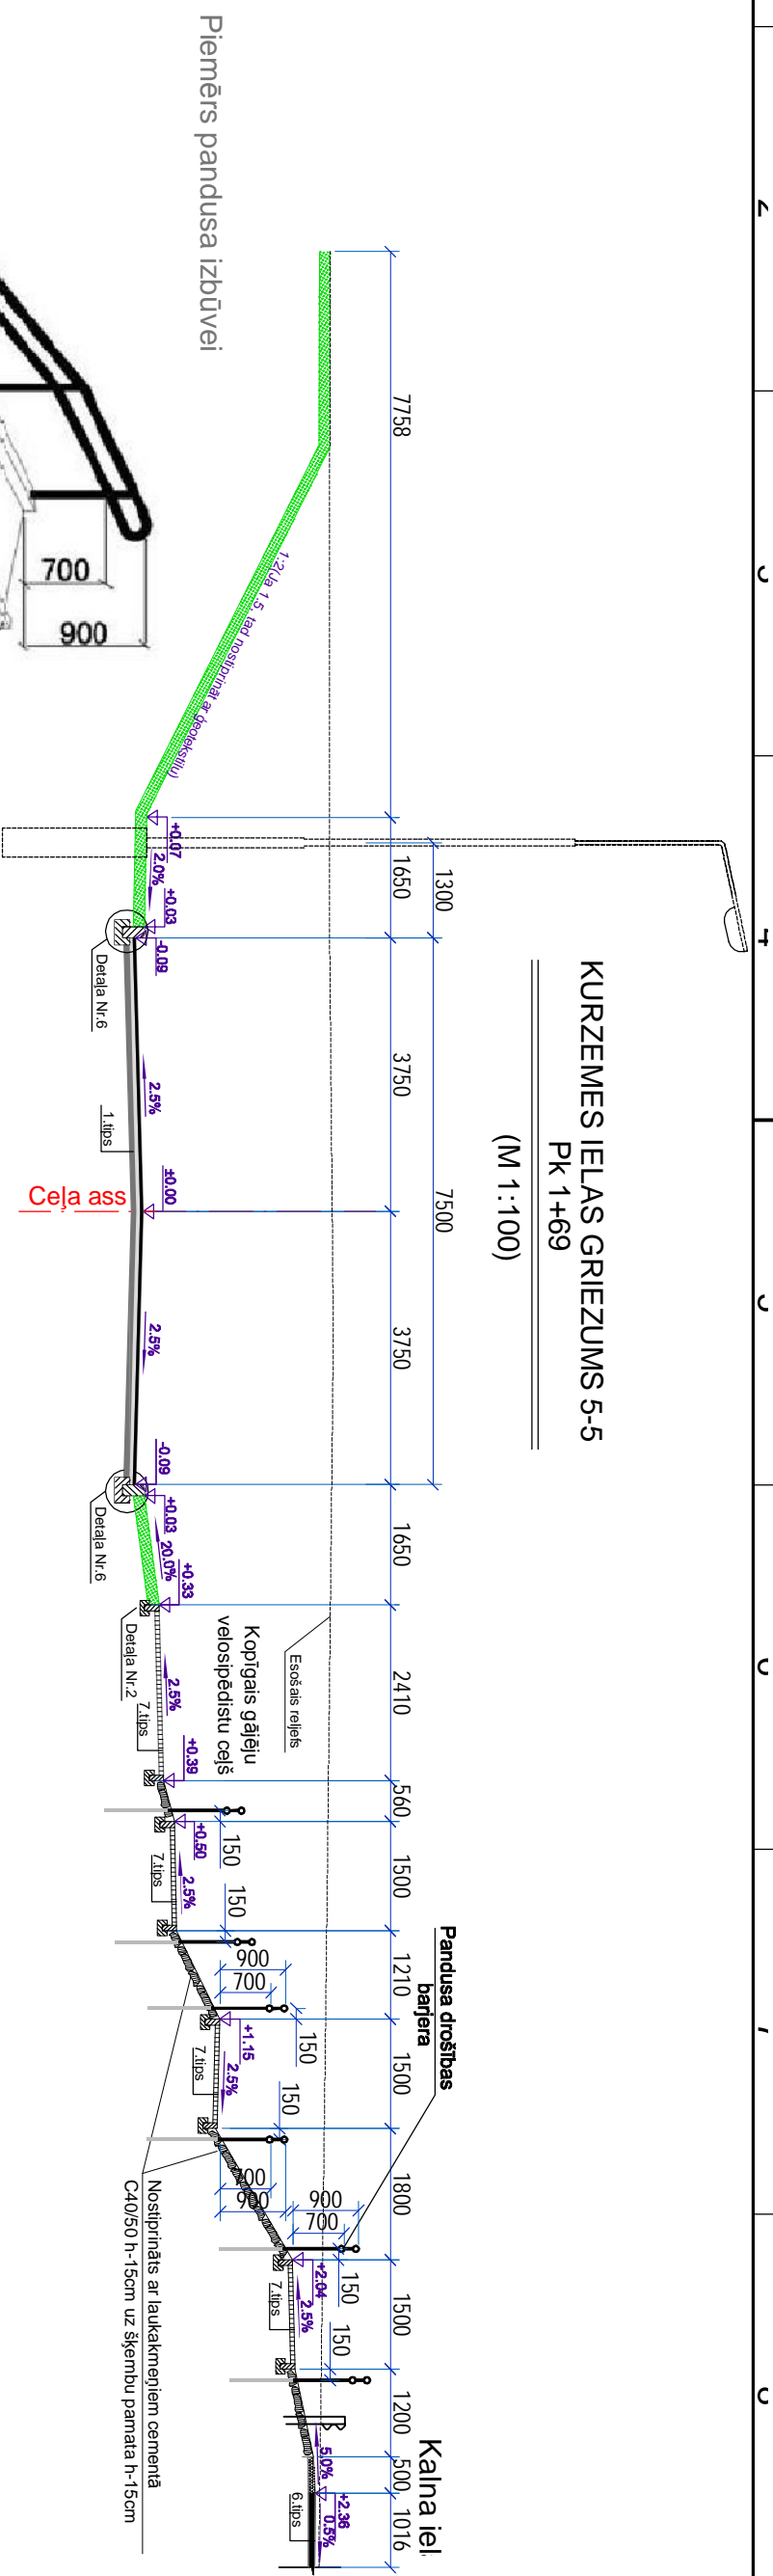 KURZEMES IELAS GRIEZUMS 5-5
Pk 1+69
(M 1:100)
1300
7500
7758
1650
3750
3750
1650
2410
560
1500
1210
1500
1800
1500
1200
500
1016
Pandusa drošības
barjera
Kalna iel
1:2(Ja 1.5, tad nostiprināt ar ģeotekstilu)
Esošais reljefs
Kopīgais gājēju
velosipēdistu ceļš
150
150
900
700
150
150
700
900
900
700
150
150
+0.07
2.0%
+0.03
-0.09
2.5%
±0.00
2.5%
-0.09
+0.03
20.0%
+0.33
2.5%
+0.39
+0.50
2.5%
+1.15
2.5%
+2.04
2.5%
5.0%
+2.36
0.5%
Detaļa Nr.6
1.tips
Ceļa ass
Detaļa Nr.6
Detaļa Nr.2
7.tips
7.tips
7.tips
7.tips
6.tips
Nostiprināts ar laukakmeņiem cementā
C40/50 h-15cm uz šķembu pamata h-15cm
Piemērs pandusa izbūvei
700
900